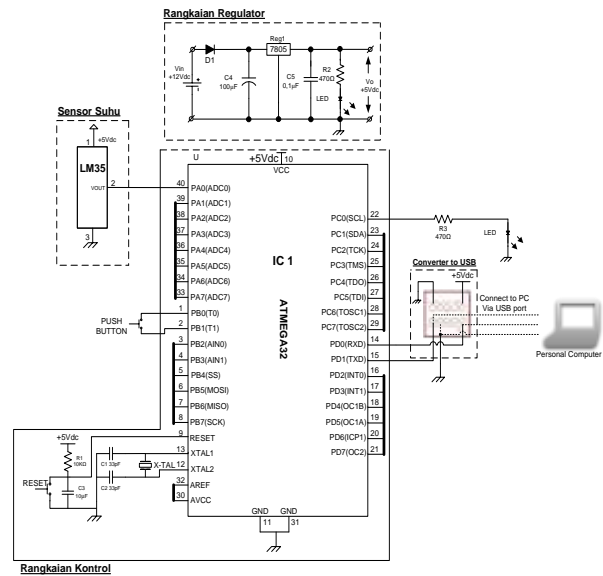 Rangkaian Regulator
Reg1
7805
D1
Vin
+12Vdc
C4
100µF
C5
0,1µF
R2
470Ω
LED
Vo
+5Vdc
Sensor Suhu
1
+5Vdc
LM35
VOUT
2
3
U
+5Vdc
10
VCC
40
PA0(ADC0)
39
PA1(ADC1)
38
PA2(ADC2)
37
PA3(ADC3)
36
PA4(ADC4)
35
PA5(ADC5)
34
PA6(ADC6)
33
PA7(ADC7)
1
PB0(T0)
2
PB1(T1)
3
PB2(AIN0)
4
PB3(AIN1)
5
PB4(SS)
6
PB5(MOSI)
7
PB6(MISO)
8
PB7(SCK)
9
RESET
13
XTAL1
12
XTAL2
32
AREF
30
AVCC
IC 1
ATMEGA32
PC0(SCL)
22
PC1(SDA)
23
PC2(TCK)
24
PC3(TMS)
25
PC4(TDO)
26
PC5(TDI)
27
PC6(TOSC1)
28
PC7(TOSC2)
29
PD0(RXD)
14
PD1(TXD)
15
PD2(INT0)
16
PD3(INT1)
17
PD4(OC1B)
18
PD5(OC1A)
19
PD6(ICP1)
20
PD7(OC2)
21
GND
GND
11
31
R3
470Ω
LED
Converter to USB
+5Vdc
Connect to PC
Via USB port
Personal Computer
PUSH
BUTTON
+5Vdc
R1
10KΩ
RESET
C3
10µF
C1 33pF
C2 33pF
X-TAL
Rangkaian Kontrol